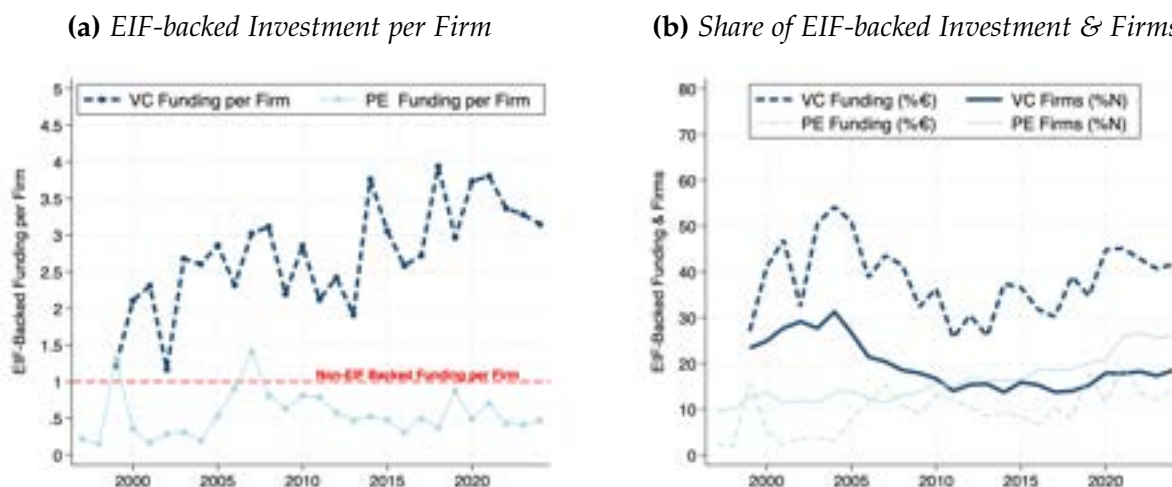 (a) EIF-backed Investment per Firm
(b) Share of EIF-backed Investment & Firms
VC Funding per Firm
PE Funding per Firm
EIF-Backed Funding per Firm
5
4.5
4
3.5
3
2.5
2
1.5
1
.5
0
Non-EIF Backed Funding per Firm
2000
2005
2010
2015
2020
VC Funding (%€)
VC Firms (%N)
PE Funding (%€)
PE Firms (%N)
EIF-Backed Funding & Firms
80
70
60
50
40
30
20
10
0
2000
2005
2010
2015
2020